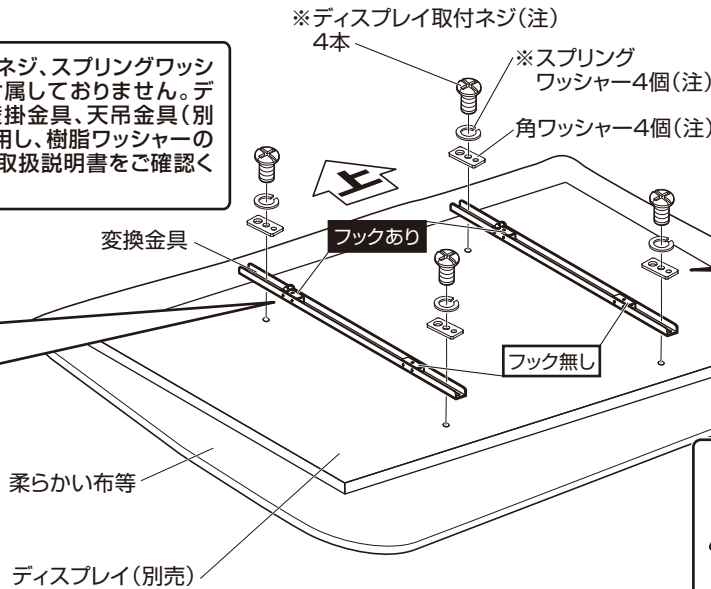 ※ディスプレイ取付ネジ(注)
4本
ネジ、スプリングワッシ
属しておりません。デ
掛金具、天吊金具(別
用し、樹脂ワッシャーの
取扱説明書をご確認く
※スプリング
ワッシャー4個(注)
角ワッシャー4個(注)
上
変換金具
フックあり
フック無し
柔らかい布等
ディスプレイ(別売)